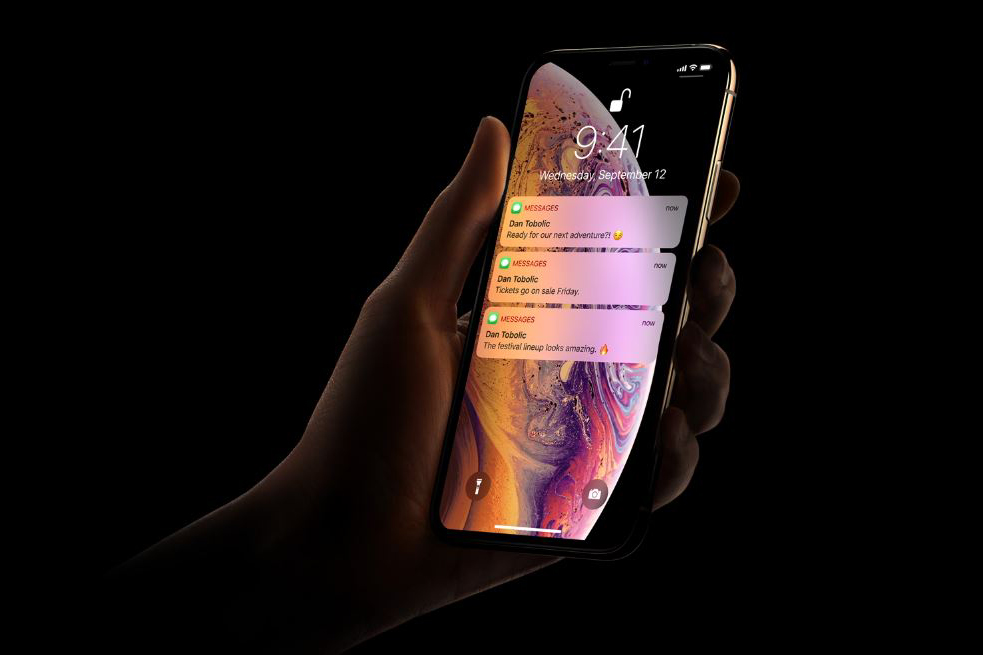 9:41
Wednesday, September 12
MESSAGES now
Dan Tobolic
Ready for our next adventure?! 😏
MESSAGES now
Dan Tobolic
Tickets go on sale Friday.
MESSAGES now
Dan Tobolic
The festival lineup looks amazing. 🔥